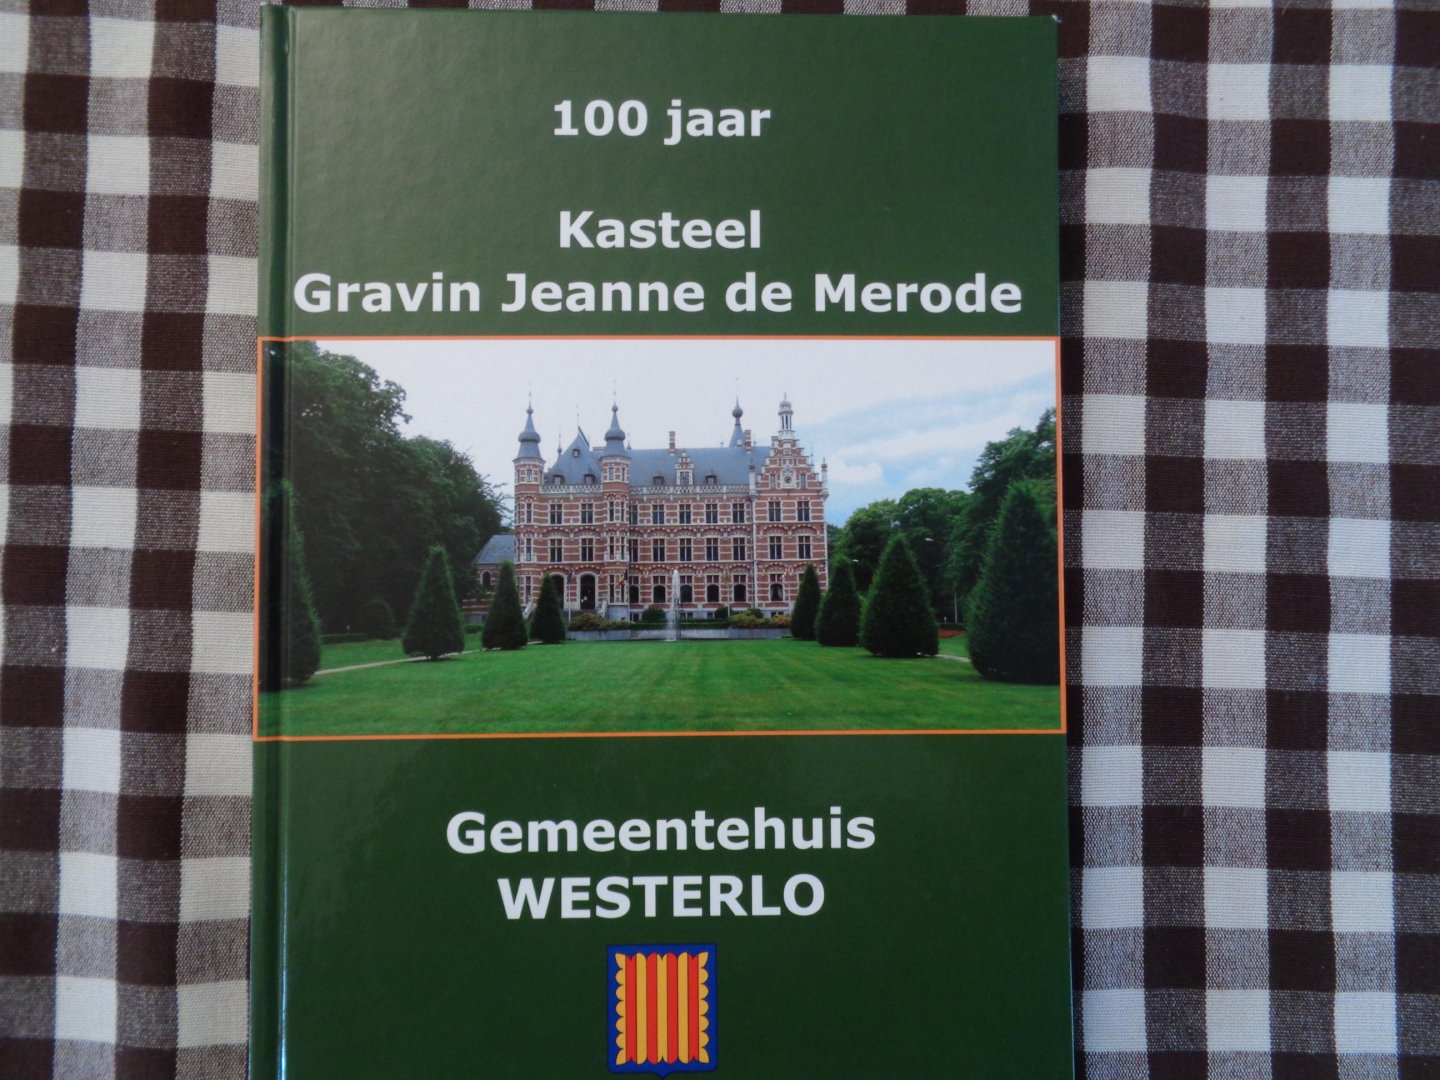 100 jaar
Kasteel
Gravin Jeanne de Merode
Gemeentehuis
WESTERLO